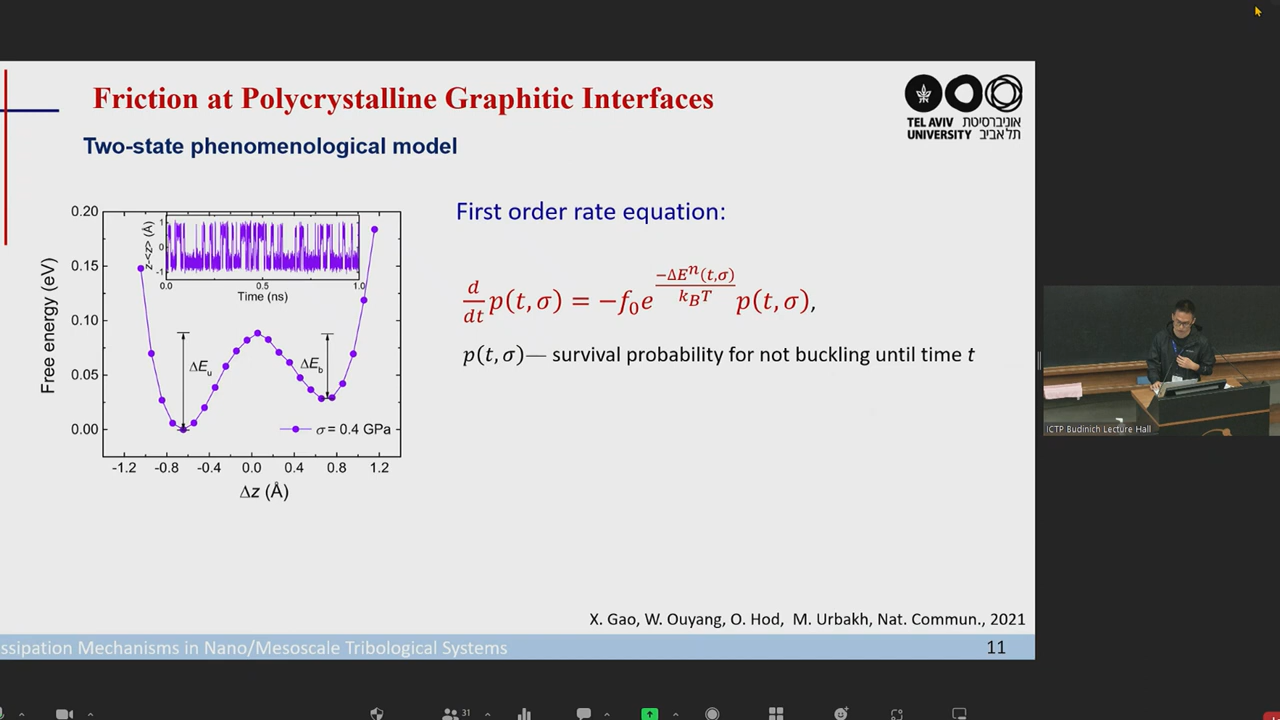 Friction at Polycrystalline Graphitic Interfaces
TEL AVIV אוניברסיטת
UNIVERSITY תל אביב
Two-state phenomenological model
First order rate equation:
d/dt p(t, σ) = −f₀e^(−ΔEⁿ(t,σ)/k_BT) p(t, σ),
p(t, σ)— survival probability for not buckling until time t
Free energy (eV)
0.20
0.15
0.10
0.05
0.00
z-<z> (Å)
1
0
-1
0.0 0.5 1.0
Time (ns)
ΔE_u
ΔE_b
σ = 0.4 GPa
-1.2 -0.8 -0.4 0.0 0.4 0.8 1.2
Δz (Å)
X. Gao, W. Ouyang, O. Hod, M. Urbakh, Nat. Commun., 2021
ssipation Mechanisms in Nano/Mesoscale Tribological Systems
11
ICTP Budinich Lecture Hall
31